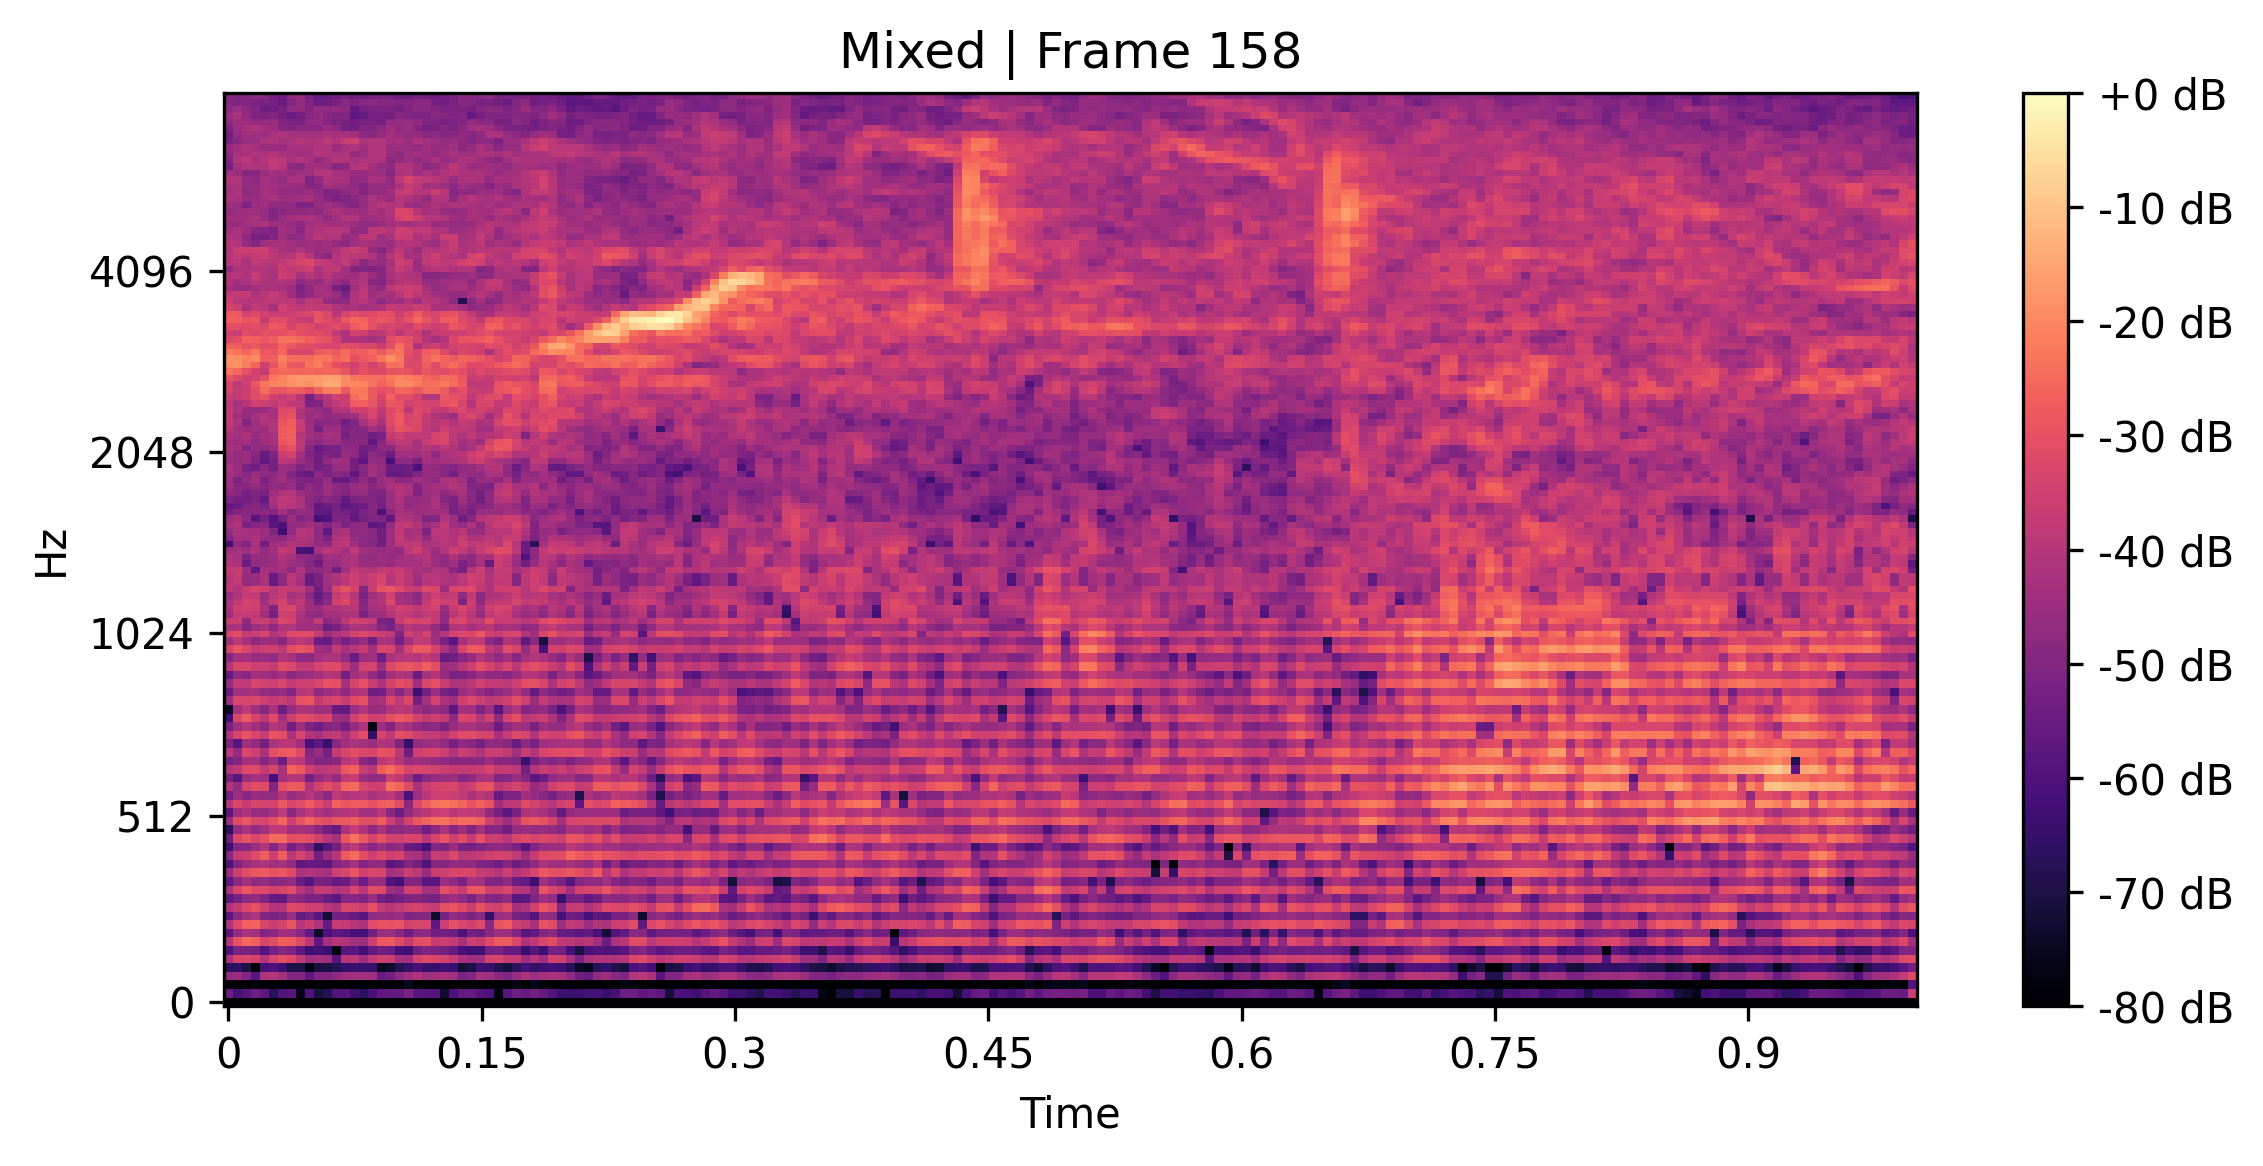 Mixed | Frame 158
+0 dB
-10 dB
-20 dB
-30 dB
-40 dB
-50 dB
-60 dB
-70 dB
-80 dB
4096
2048
1024
512
0
Hz
0 0.15 0.3 0.45 0.6 0.75 0.9
Time